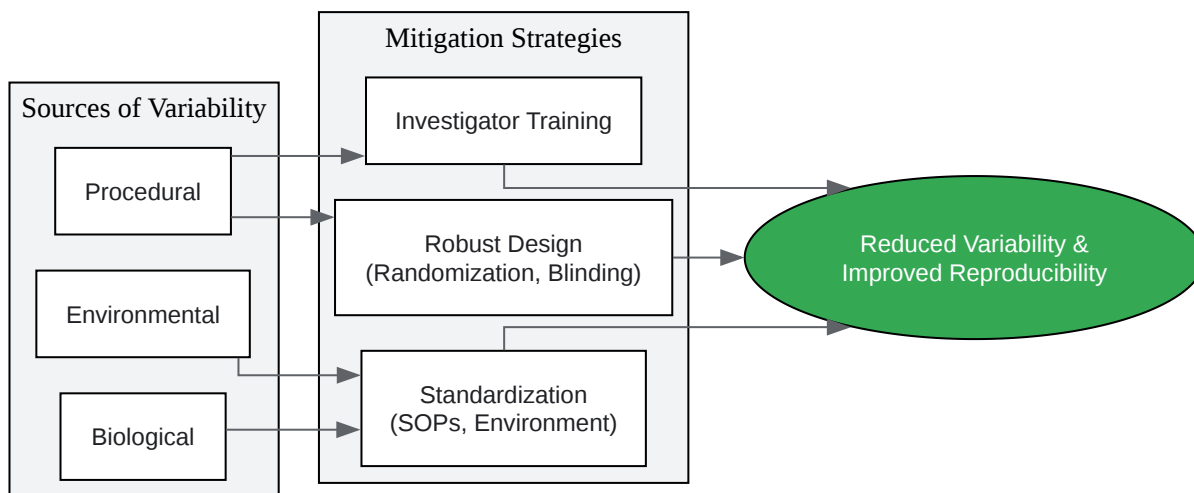 Sources of Variability
Procedural
Environmental
Biological
Mitigation Strategies
Investigator Training
Robust Design
(Randomization, Blinding)
Standardization
(SOPs, Environment)
Reduced Variability &
Improved Reproducibility